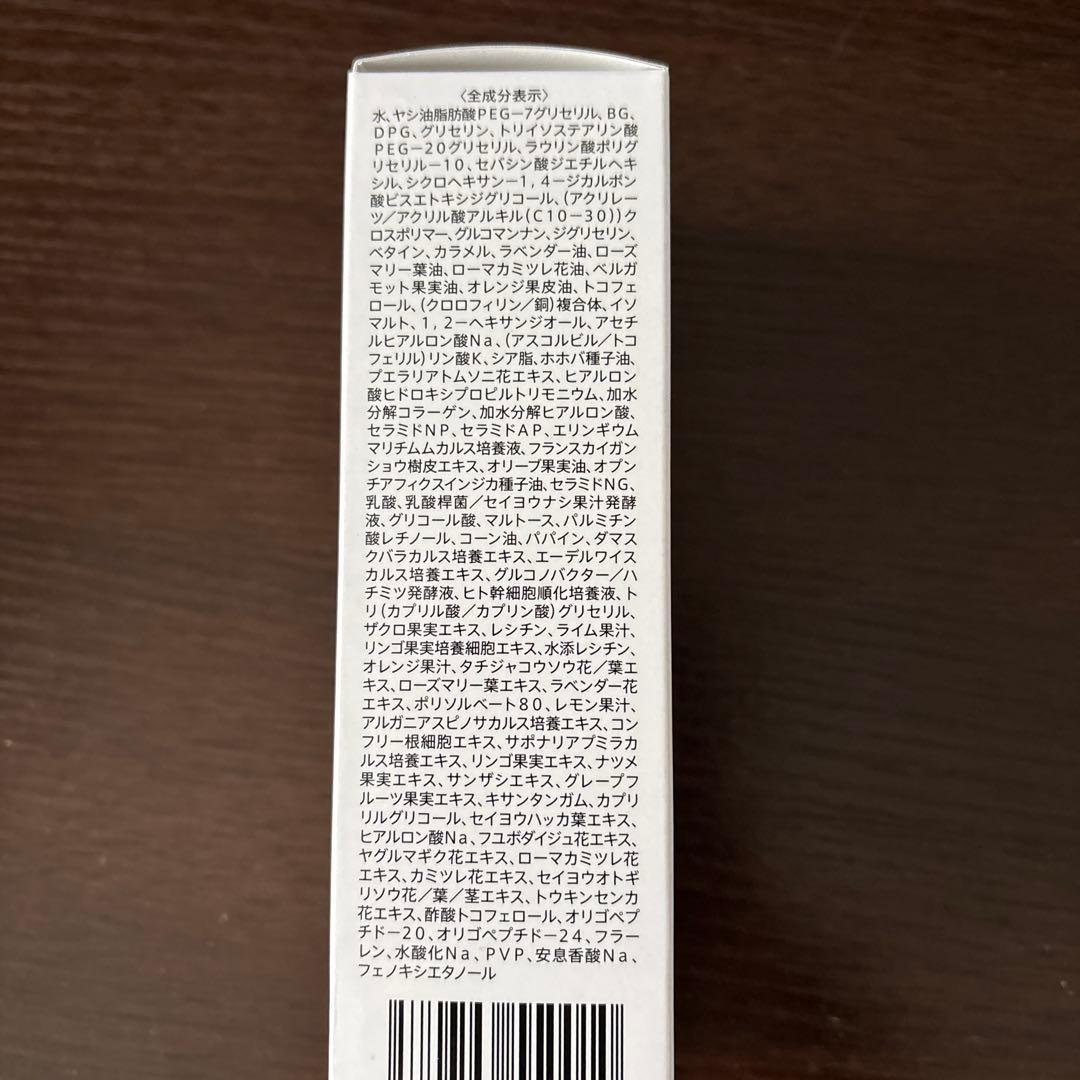 〈全成分表示〉
水、ヤシ油脂肪酸PEG－7グリセリル、BG、
DPG、グリセリン、トリイソステアリン酸
PEG－20グリセリル、ラウリン酸ポリグ
リセリル－10、セバシン酸ジエチルヘキ
シル、シクロヘキサン－1，4－ジカルボン
酸ビスエトキシジグリコール、(アクリレー
ツ／アクリル酸アルキル(C10－30))ク
ロスポリマー、グルコマンナン、ジグリセリン、
ベタイン、カラメル、ラベンダー油、ローズ
マリー葉油、ローマカミツレ花油、ベルガ
モット果実油、オレンジ果皮油、トコフェ
ロール、(クロロフィリン／銅)複合体、イソ
マルト、1，2－ヘキサンジオール、アセチ
ルヒアルロン酸Na、(アスコルビル／トコ
フェリル)リン酸K、シア脂、ホホバ種子油、
プエラリアトムソニ花エキス、ヒアルロン
酸ヒドロキシプロピルトリモニウム、加水
分解コラーゲン、加水分解ヒアルロン酸、
セラミドNP、セラミドAP、エリンギウム
マリチムムカルス培養液、フランスカイガン
ショウ樹皮エキス、オリーブ果実油、オプン
チアフィクスインジカ種子油、セラミドNG、
乳酸、乳酸桿菌／セイヨウナシ果汁発酵
液、グリコール酸、マルトース、パルミチン
酸レチノール、コーン油、パパイン、ダマス
クバラカルス培養エキス、エーデルワイス
カルス培養エキス、グルコノバクター／ハ
チミツ発酵液、ヒト幹細胞順化培養液、ト
リ(カプリル酸／カプリン酸)グリセリル、
ザクロ果実エキス、レシチン、ライム果汁、
リンゴ果実培養細胞エキス、水添レシチン、
オレンジ果汁、タチジャコウソウ花／葉エ
キス、ローズマリー葉エキス、ラベンダー花
エキス、ポリソルベート80、レモン果汁、
アルガニアスピノサカルス培養エキス、コン
フリー根細胞エキス、サポナリアプミラカ
ルス培養エキス、リンゴ果実エキス、ナツメ
果実エキス、サンザシエキス、グレープフ
ルーツ果実エキス、キサンタンガム、カプリ
リルグリコール、セイヨウハッカ葉エキス、
ヒアルロン酸Na、フユボダイジュ花エキス、
ヤグルマギク花エキス、ローマカミツレ花
エキス、カミツレ花エキス、セイヨウオトギ
リソウ花／葉／茎エキス、トウキンセンカ
花エキス、酢酸トコフェロール、オリゴペプ
チド－20、オリゴペプチド－24、フラー
レン、水酸化Na、PVP、安息香酸Na、
フェノキシエタノール